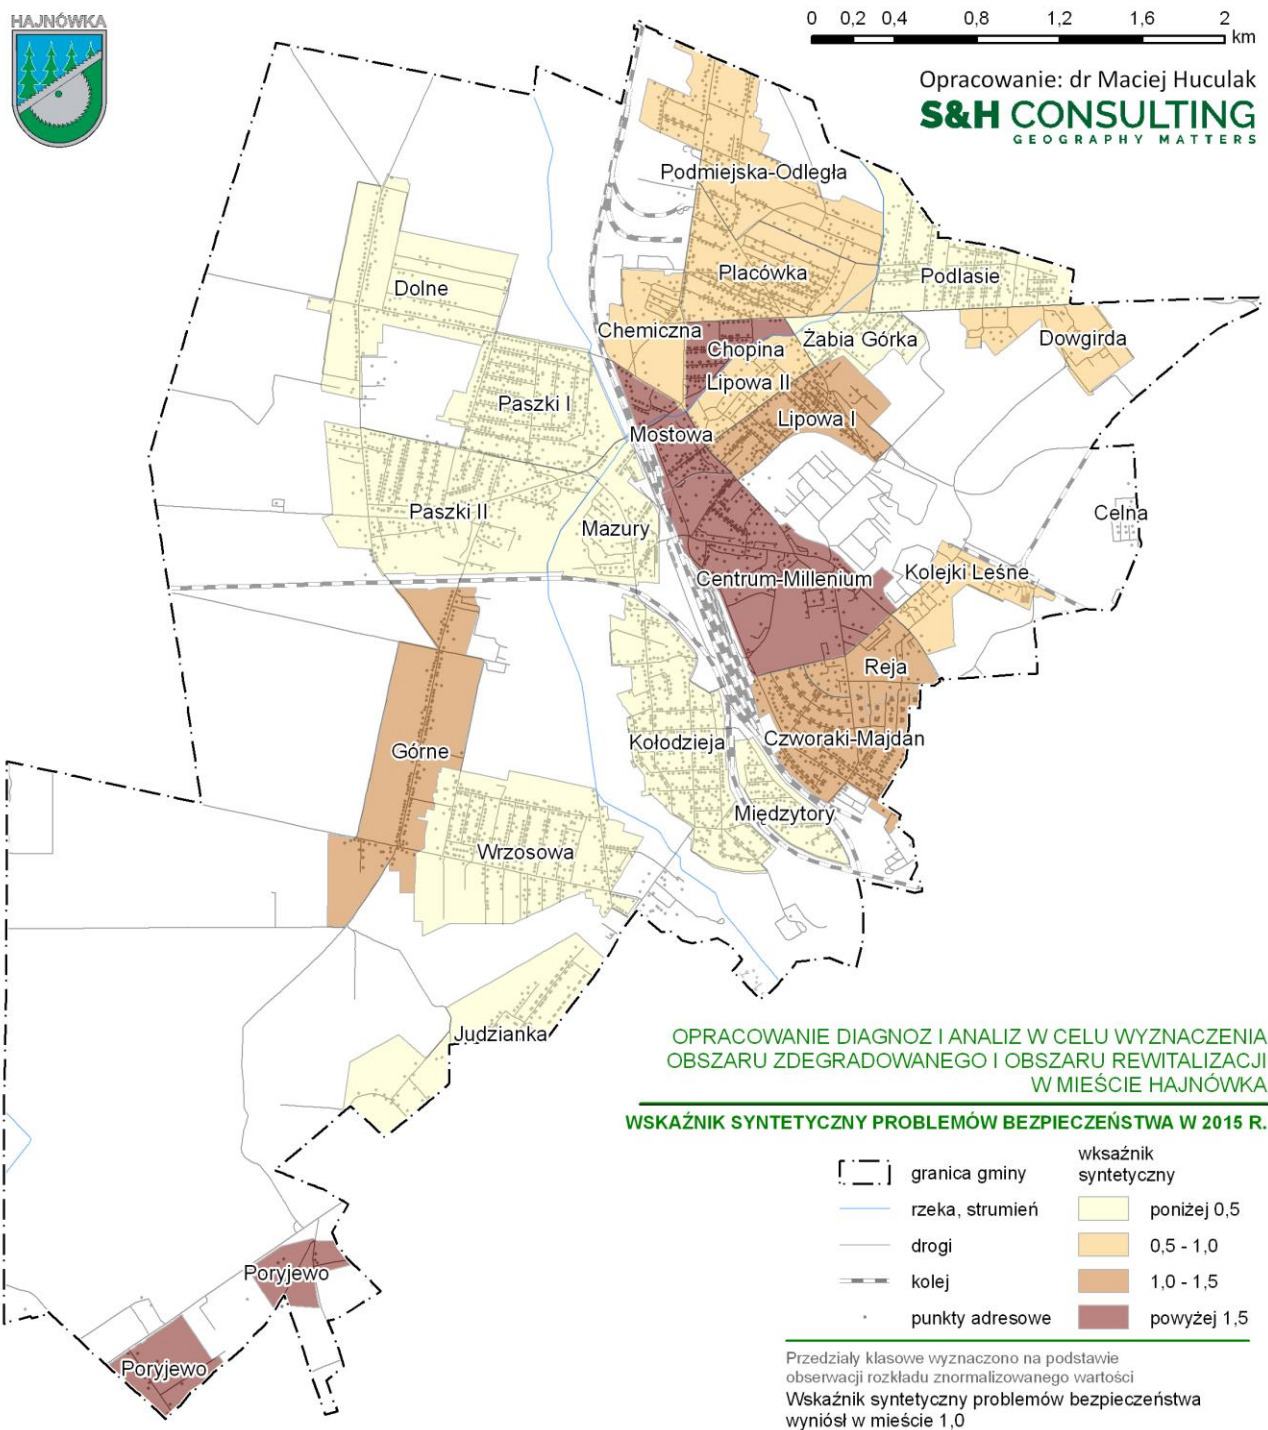 HAJNÓWKA
0 0,2 0,4 0,8 1,2 1,6 2
km
Opracowanie: dr Maciej Huculak
S&H CONSULTING
GEOGRAPHY MATTERS
Podmiejska-Odległa
Placówka
Podlasie
Dolne
Chemiczna
Chopina
Żabia Górka
Dowgirda
Lipowa II
Paszki I
Lipowa I
Mostowa
Paszki II
Mazury
Celna
Centrum-Millenium
Kolejki Leśne
Reja
Górne
Kołodzieja
Czworaki-Majdan
Międzytory
Wrzosowa
Judzianka
Poryjewo
Poryjewo
OPRACOWANIE DIAGNOZ I ANALIZ W CELU WYZNACZENIA
OBSZARU ZDEGRADOWANEGO I OBSZARU REWITALIZACJI
W MIEŚCIE HAJNÓWKA
WSKAŹNIK SYNTETYCZNY PROBLEMÓW BEZPIECZEŃSTWA W 2015 R.
granica gminy
rzeka, strumień
drogi
kolej
punkty adresowe
wksaźnik
syntetyczny
poniżej 0,5
0,5 - 1,0
1,0 - 1,5
powyżej 1,5
Przedziały klasowe wyznaczono na podstawie
obserwacji rozkładu znormalizowanego wartości
Wskaźnik syntetyczny problemów bezpieczeństwa
wyniósł w mieście 1,0